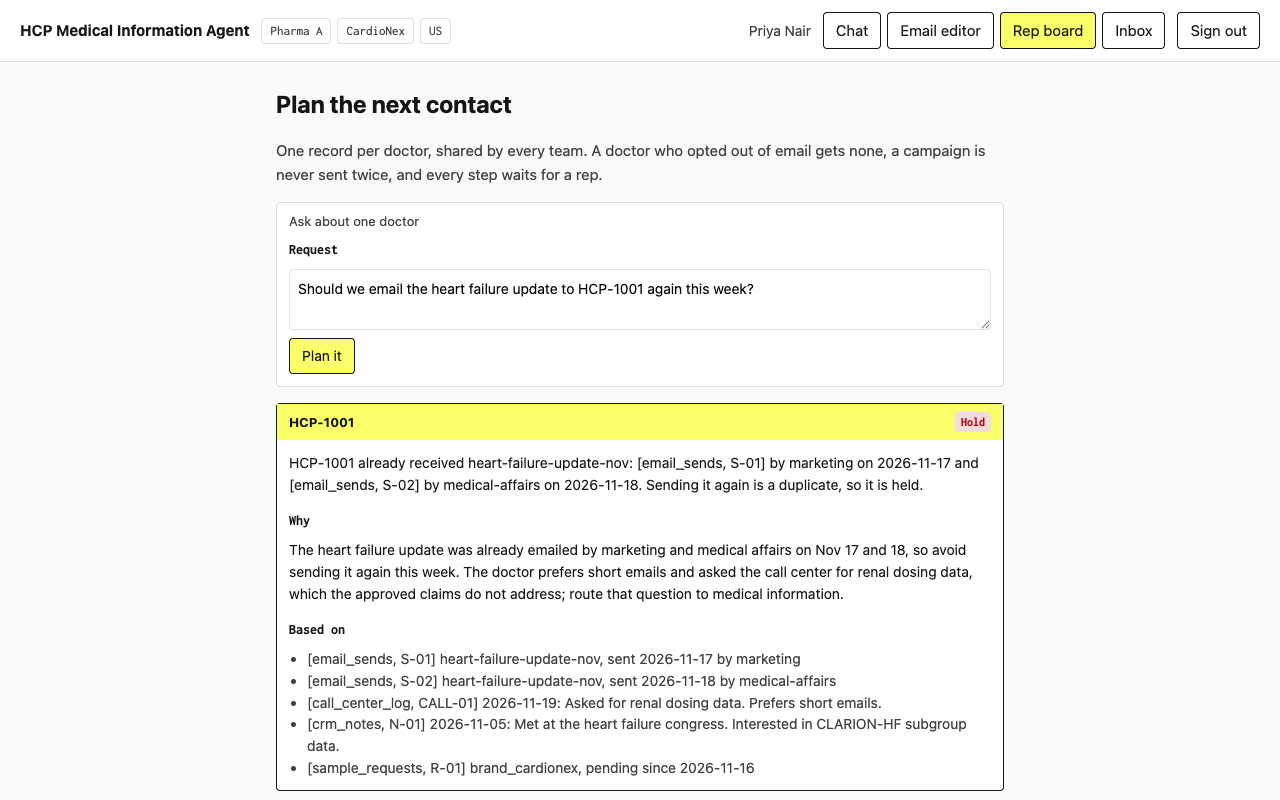 HCP Medical Information Agent
Pharma A
CardioNex
US
Priya Nair
Chat
Email editor
Rep board
Inbox
Sign out
Plan the next contact
One record per doctor, shared by every team. A doctor who opted out of email gets none, a campaign is
never sent twice, and every step waits for a rep.
Ask about one doctor
Request
Should we email the heart failure update to HCP-1001 again this week?
Plan it
HCP-1001
Hold
HCP-1001 already received heart-failure-update-nov: [email_sends, S-01] by marketing on 2026-11-17 and
[email_sends, S-02] by medical-affairs on 2026-11-18. Sending it again is a duplicate, so it is held.
Why
The heart failure update was already emailed by marketing and medical affairs on Nov 17 and 18, so avoid
sending it again this week. The doctor prefers short emails and asked the call center for renal dosing data,
which the approved claims do not address; route that question to medical information.
Based on
• [email_sends, S-01] heart-failure-update-nov, sent 2026-11-17 by marketing
• [email_sends, S-02] heart-failure-update-nov, sent 2026-11-18 by medical-affairs
• [call_center_log, CALL-01] 2026-11-19: Asked for renal dosing data. Prefers short emails.
• [crm_notes, N-01] 2026-11-05: Met at the heart failure congress. Interested in CLARION-HF subgroup
data.
• [sample_requests, R-01] brand_cardionex, pending since 2026-11-16